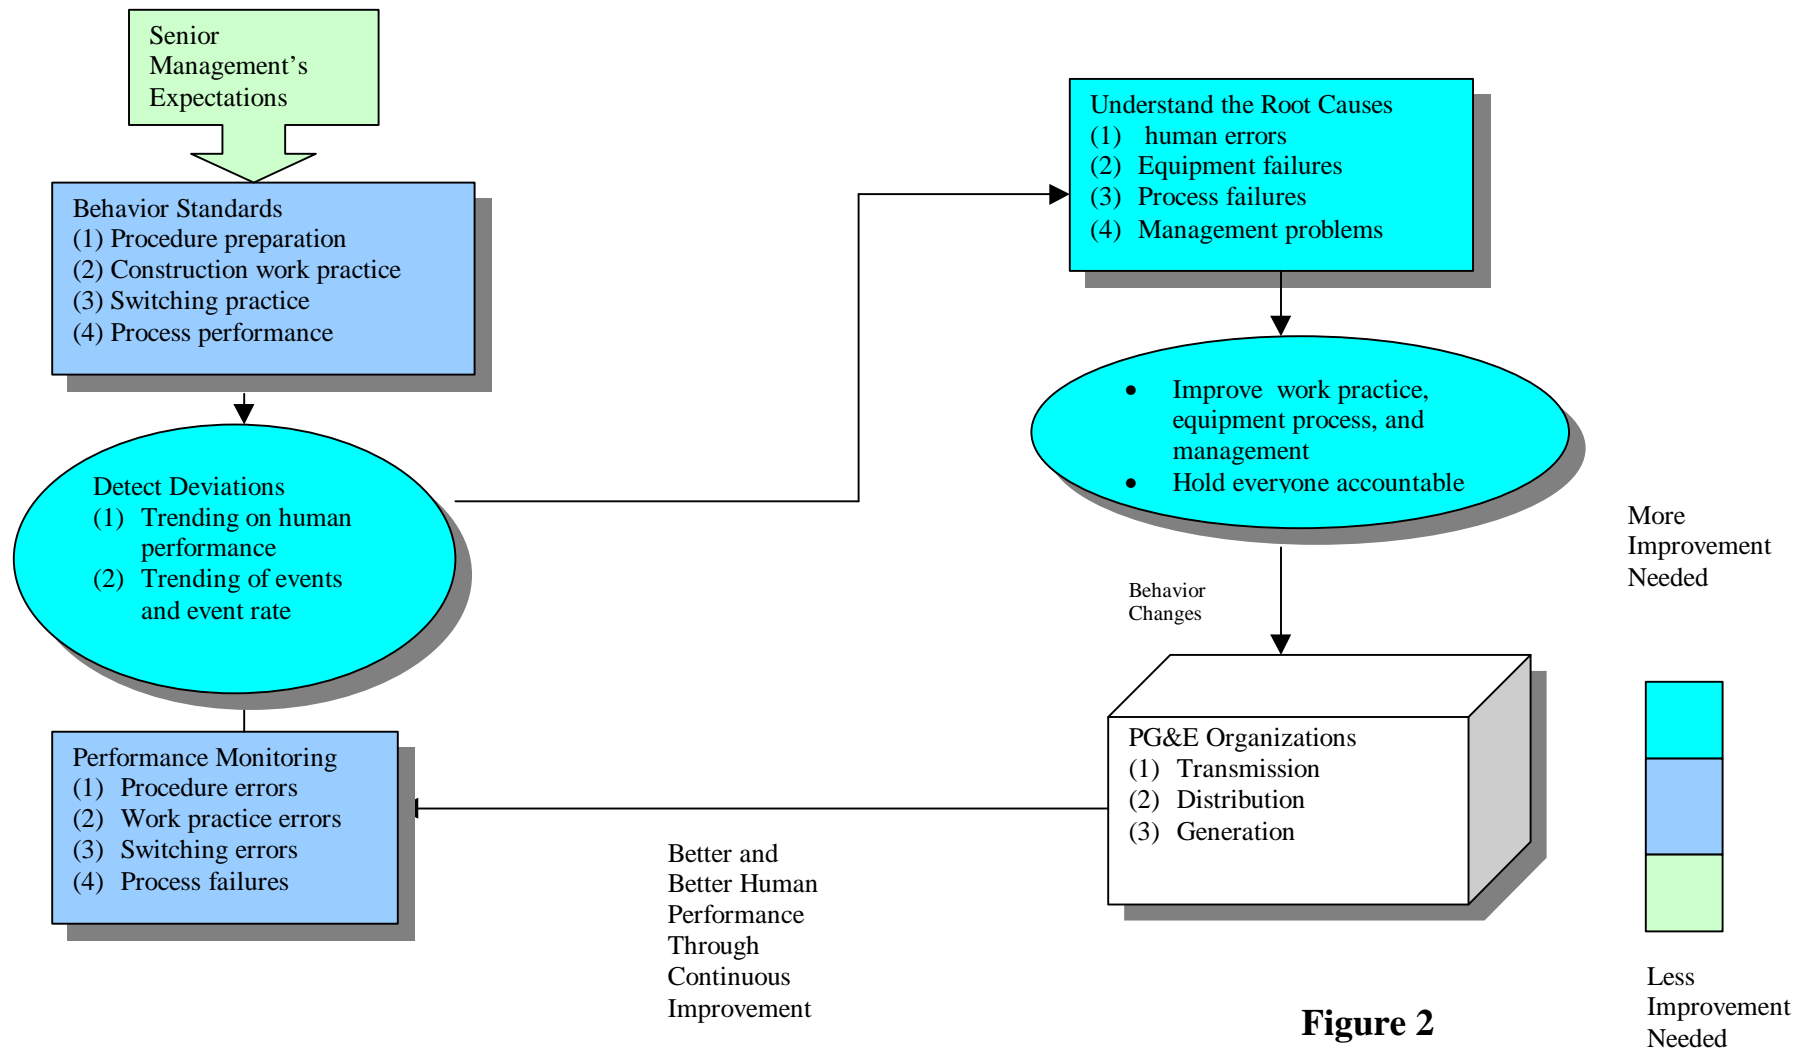 Senior
Management's
Expectations
Behavior Standards
(1) Procedure preparation
(2) Construction work practice
(3) Switching practice
(4) Process performance
Detect Deviations
(1) Trending on human
performance
(2) Trending of events
and event rate
Performance Monitoring
(1) Procedure errors
(2) Work practice errors
(3) Switching errors
(4) Process failures
Understand the Root Causes
(1) human errors
(2) Equipment failures
(3) Process failures
(4) Management problems
• Improve work practice,
equipment process, and
management
• Hold everyone accountable
Behavior
Changes
PG&E Organizations
(1) Transmission
(2) Distribution
(3) Generation
Better and
Better Human
Performance
Through
Continuous
Improvement
More
Improvement
Needed
Less
Improvement
Needed
Figure 2